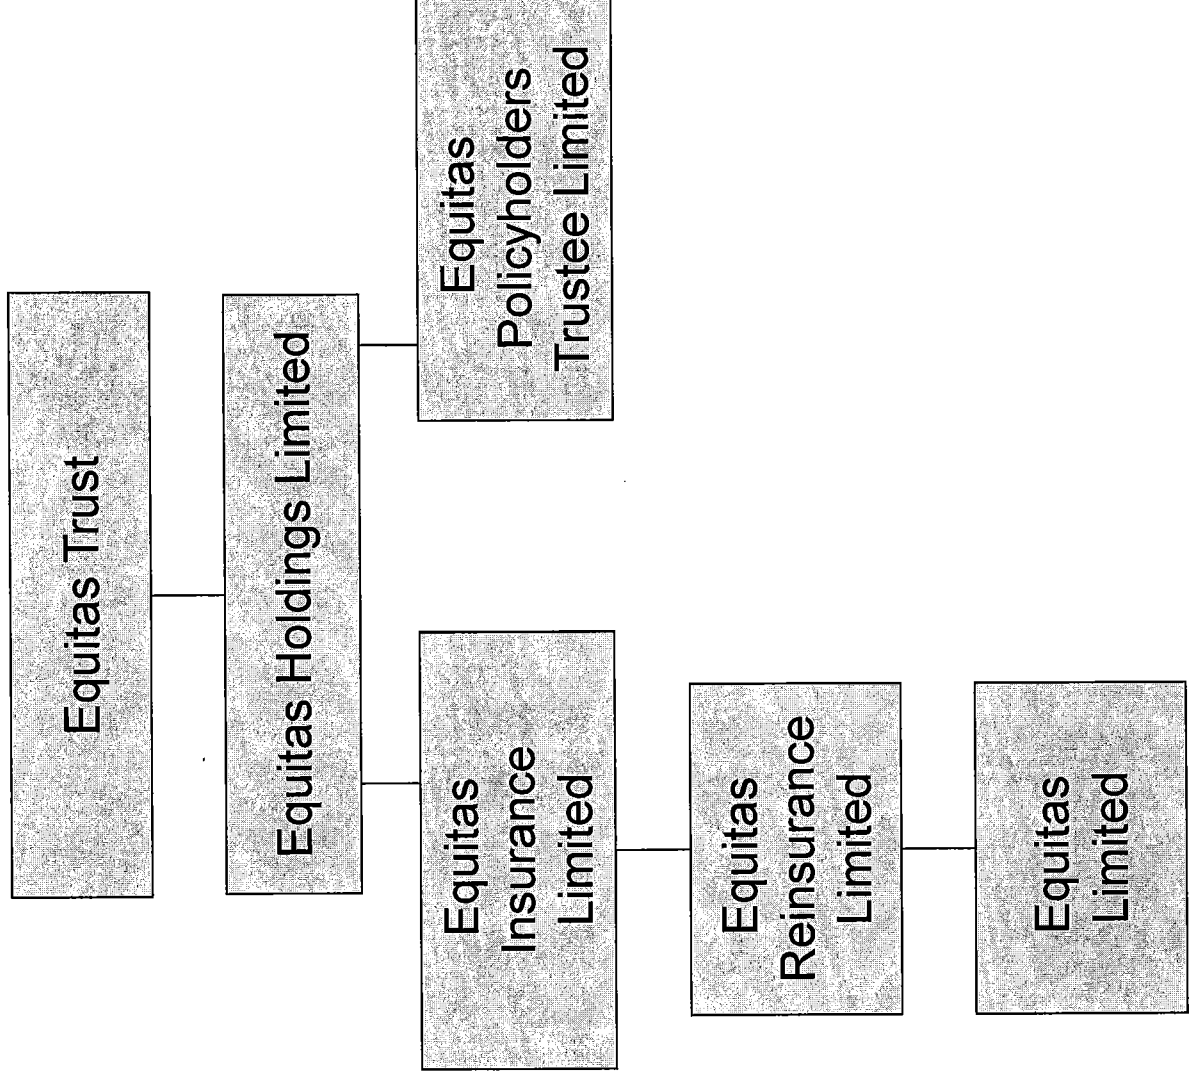 Equitas Trust
Equitas Holdings Limited
Equitas
Insurance
Limited
Equitas
Policyholders
Trustee Limited
Equitas
Reinsurance
Limited
Equitas
Limited